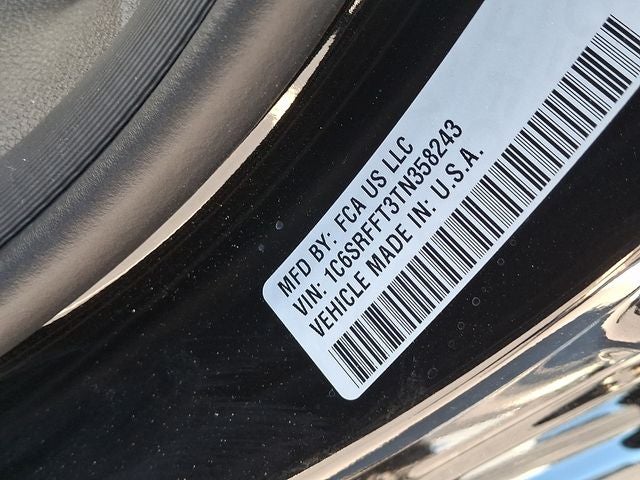 MFD BY: FCA US LLC
VIN: 1C6SRFFT3TN358243
VEHICLE MADE IN: U.S.A.